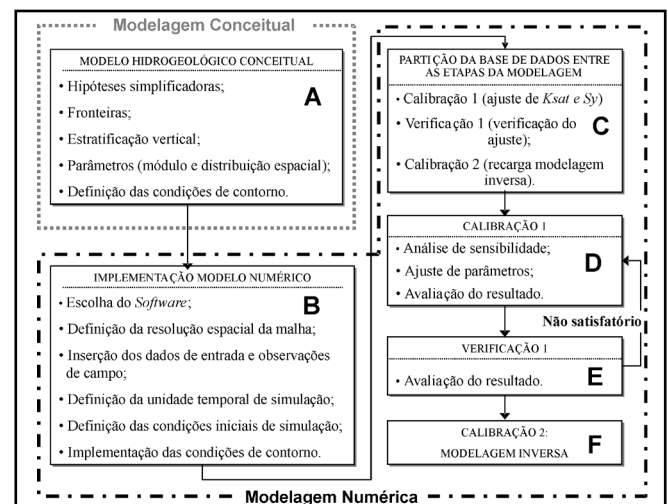 Modelagem Conceitual
MODELO HIDROGEOLÓGICO CONCEITUAL
• Hipóteses simplificadoras;
• Fronteiras;
• Estratificação vertical;
• Parâmetros (módulo e distribuição espacial);
• Definição das condições de contorno.
A
IMPLEMENTAÇÃO MODELO NUMÉRICO
• Escolha do Software;
• Definição da resolução espacial da malha;
• Inserção dos dados de entrada e observações
de campo;
• Definição da unidade temporal de simulação;
• Definição das condições iniciais de simulação;
• Implementação das condições de contorno.
B
PARTIÇÃO DA BASE DE DADOS ENTRE
AS ETAPAS DA MODELAGEM
• Calibração 1 (ajuste de Ksat e Sy)
• Verificação 1 (verificação do
ajuste);
• Calibração 2 (recarga modelagem
inversa).
C
CALIBRAÇÃO 1
• Análise de sensibilidade;
• Ajuste de parâmetros;
• Avaliação do resultado.
D
Não satisfatório
VERIFICAÇÃO 1
• Avaliação do resultado.
E
CALIBRAÇÃO 2:
MODELAGEM INVERSA
F
Modelagem Numérica